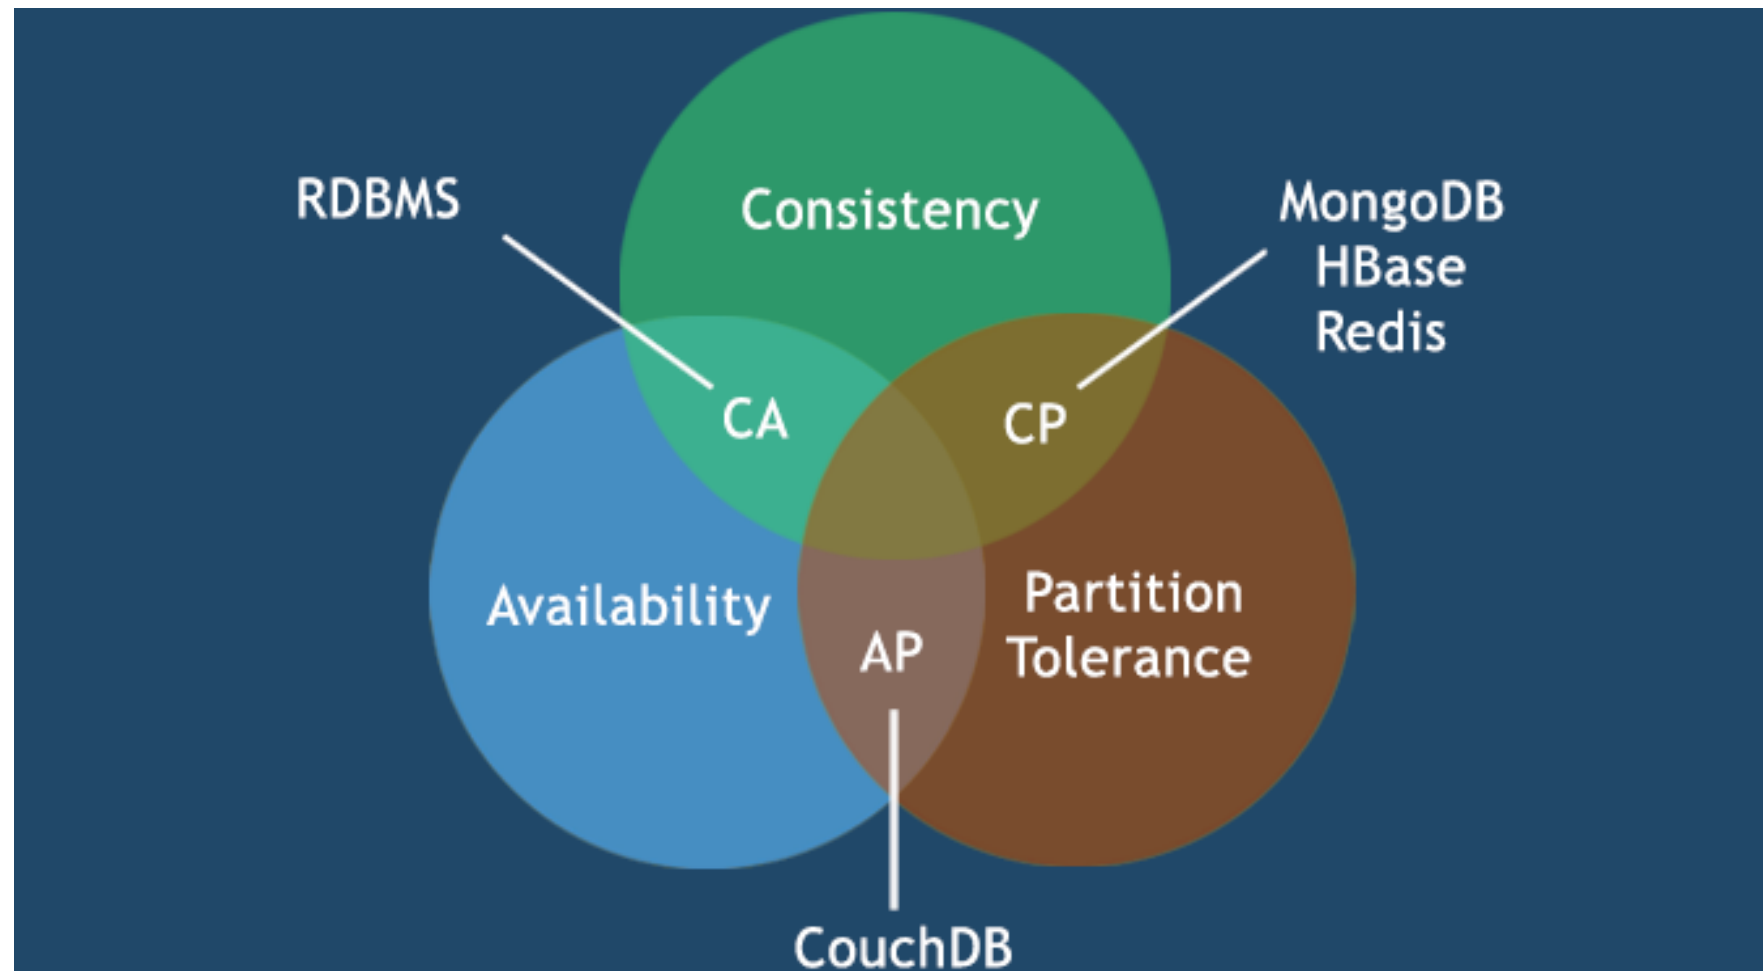 RDBMS
Consistency
MongoDB
HBase
Redis
CA
CP
Availability
Partition
Tolerance
AP
CouchDB